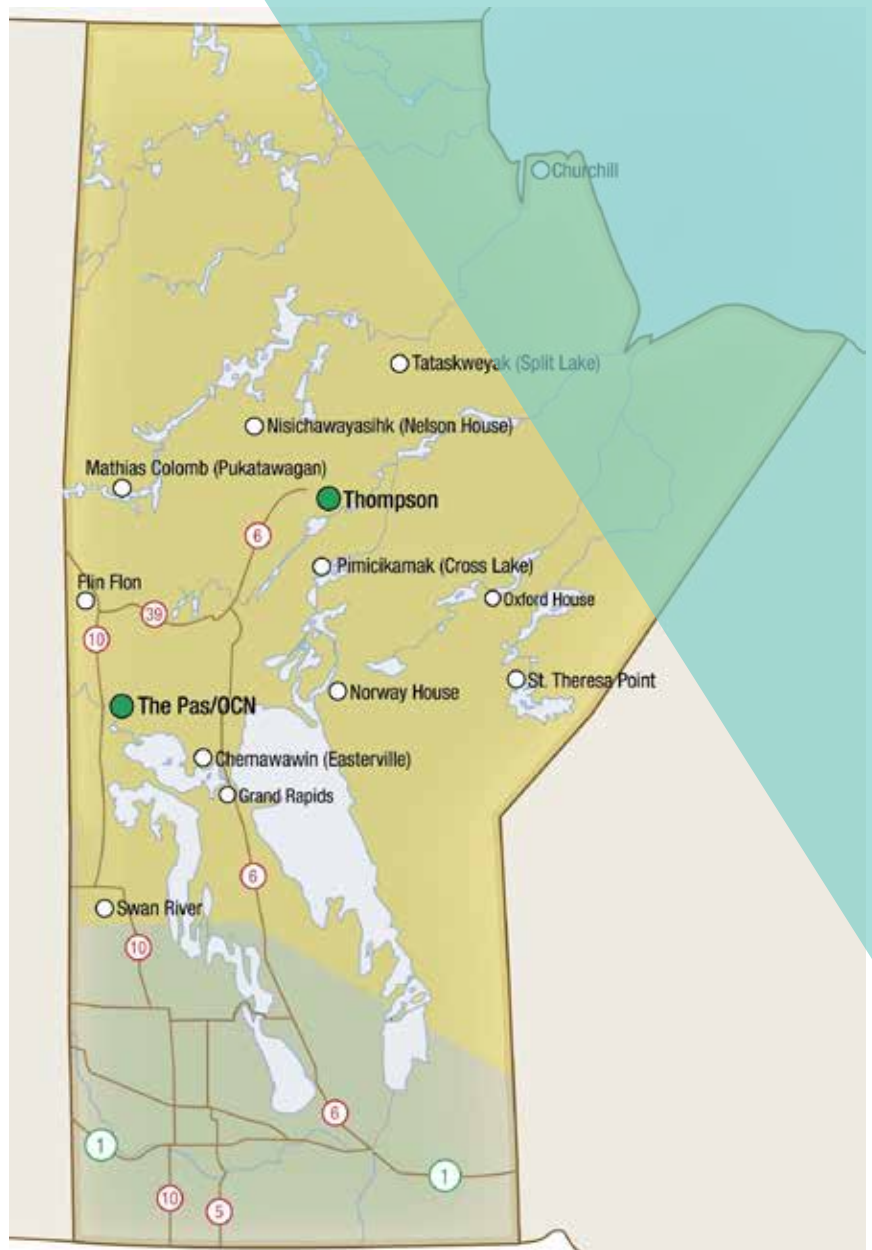 Churchill
Tataskweyak (Split Lake)
Nisichawayasihk (Nelson House)
Mathias Colomb (Pukatawagan)
Thompson
6
Pimicikamak (Cross Lake)
Flin Flon
Oxford House
39
10
St. Theresa Point
Norway House
The Pas/OCN
Chemawawin (Easterville)
Grand Rapids
6
Swan River
10
6
1
1
10
5